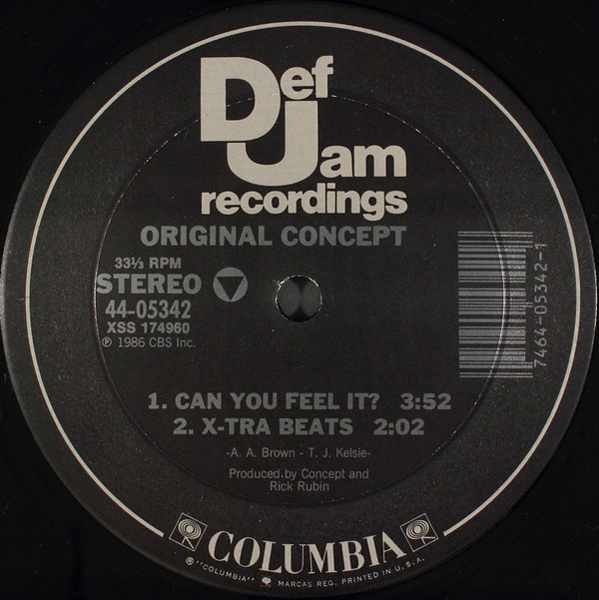 Def
Jam
recordings
ORIGINAL CONCEPT
33⅓ RPM
STEREO
44-05342
XSS 174960
℗ 1986 CBS Inc.
7464-05342-1
1. CAN YOU FEEL IT? 3:52
2. X-TRA BEATS 2:02
-A. A. Brown - T. J. Kelsie-
Produced by Concept and
Rick Rubin
COLUMBIA
® "COLUMBIA" MARCAS REG. PRINTED IN U.S.A.